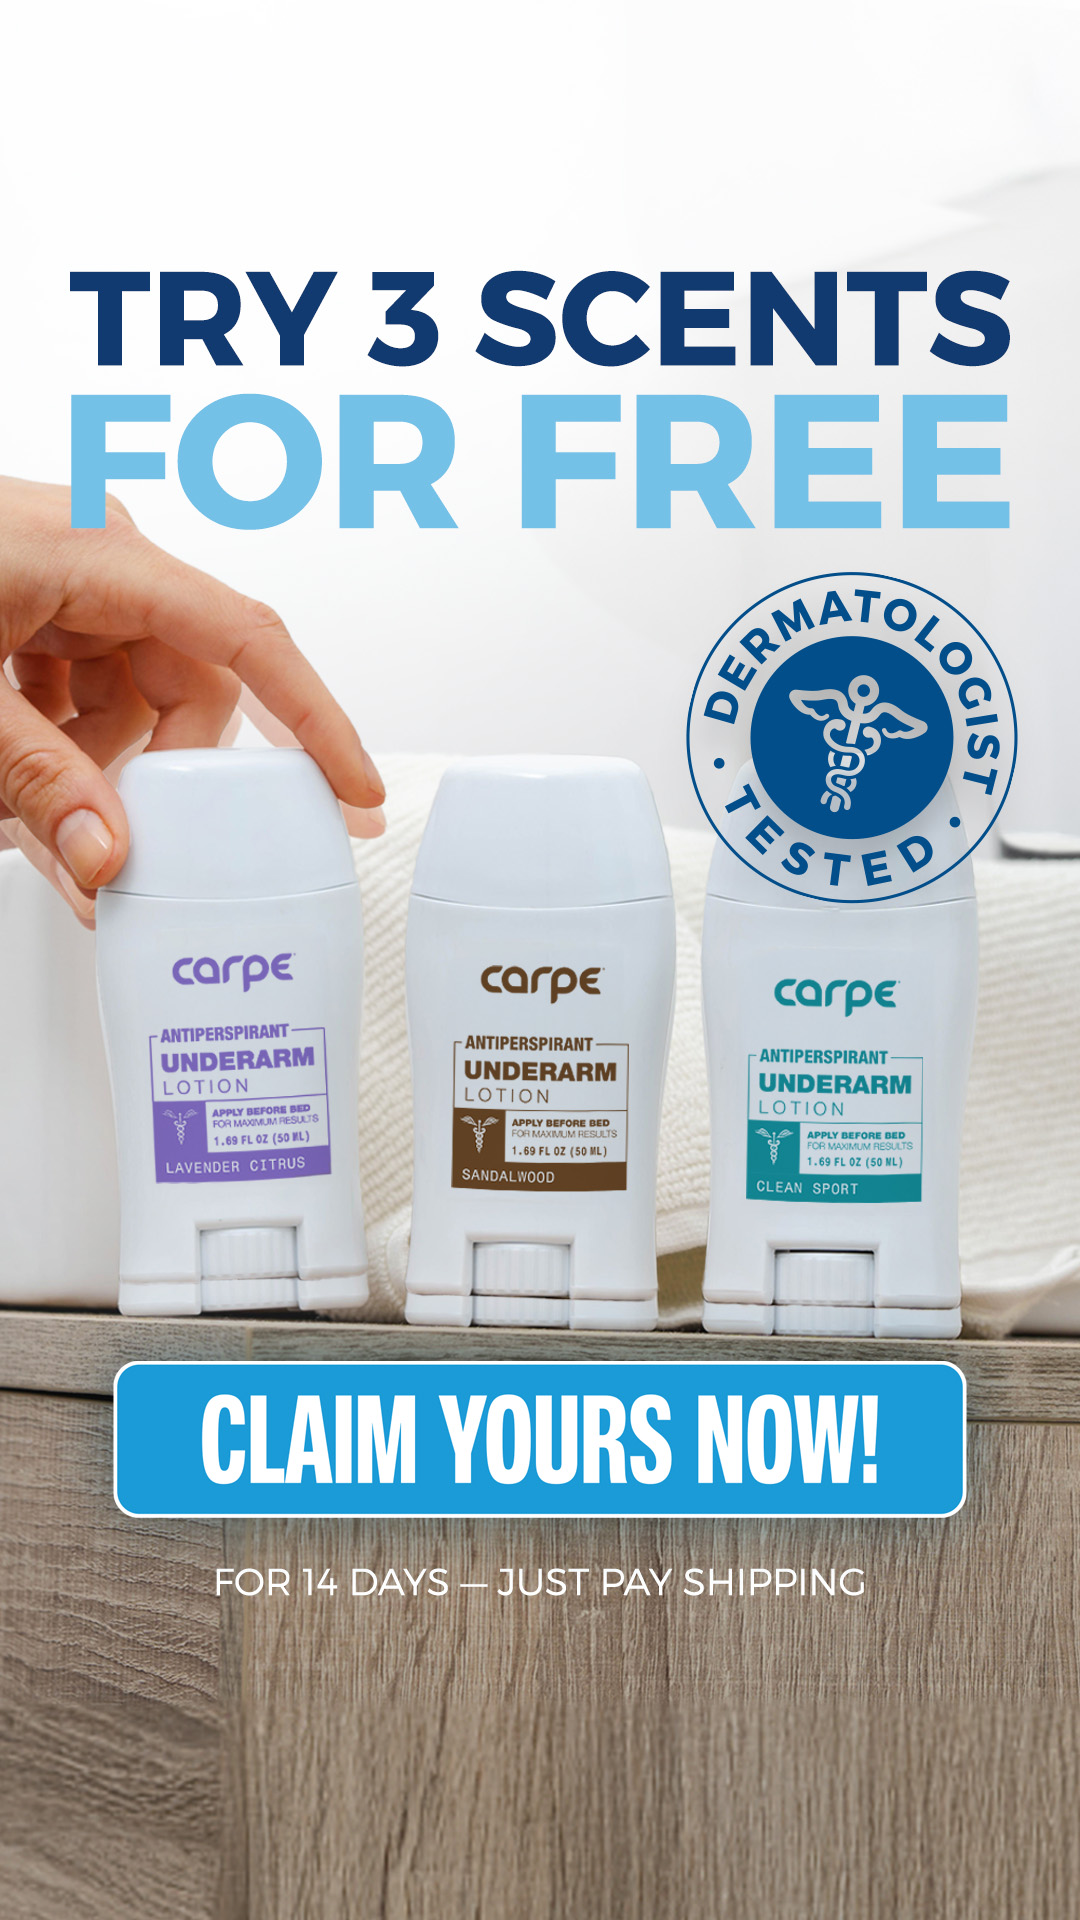 TRY 3 SCENTS
FOR FREE
DERMATOLOGIST
• TESTED •
carpe
ANTIPERSPIRANT
UNDERARM
LOTION
APPLY BEFORE BED
FOR MAXIMUM RESULTS
1.69 FL OZ (50 ML)
LAVENDER CITRUS
carpe
ANTIPERSPIRANT
UNDERARM
LOTION
APPLY BEFORE BED
FOR MAXIMUM RESULTS
1.69 FL OZ (50 ML)
SANDALWOOD
carpe
ANTIPERSPIRANT
UNDERARM
LOTION
APPLY BEFORE BED
FOR MAXIMUM RESULTS
1.69 FL OZ (50 ML)
CLEAN SPORT
CLAIM YOURS NOW!
FOR 14 DAYS — JUST PAY SHIPPING